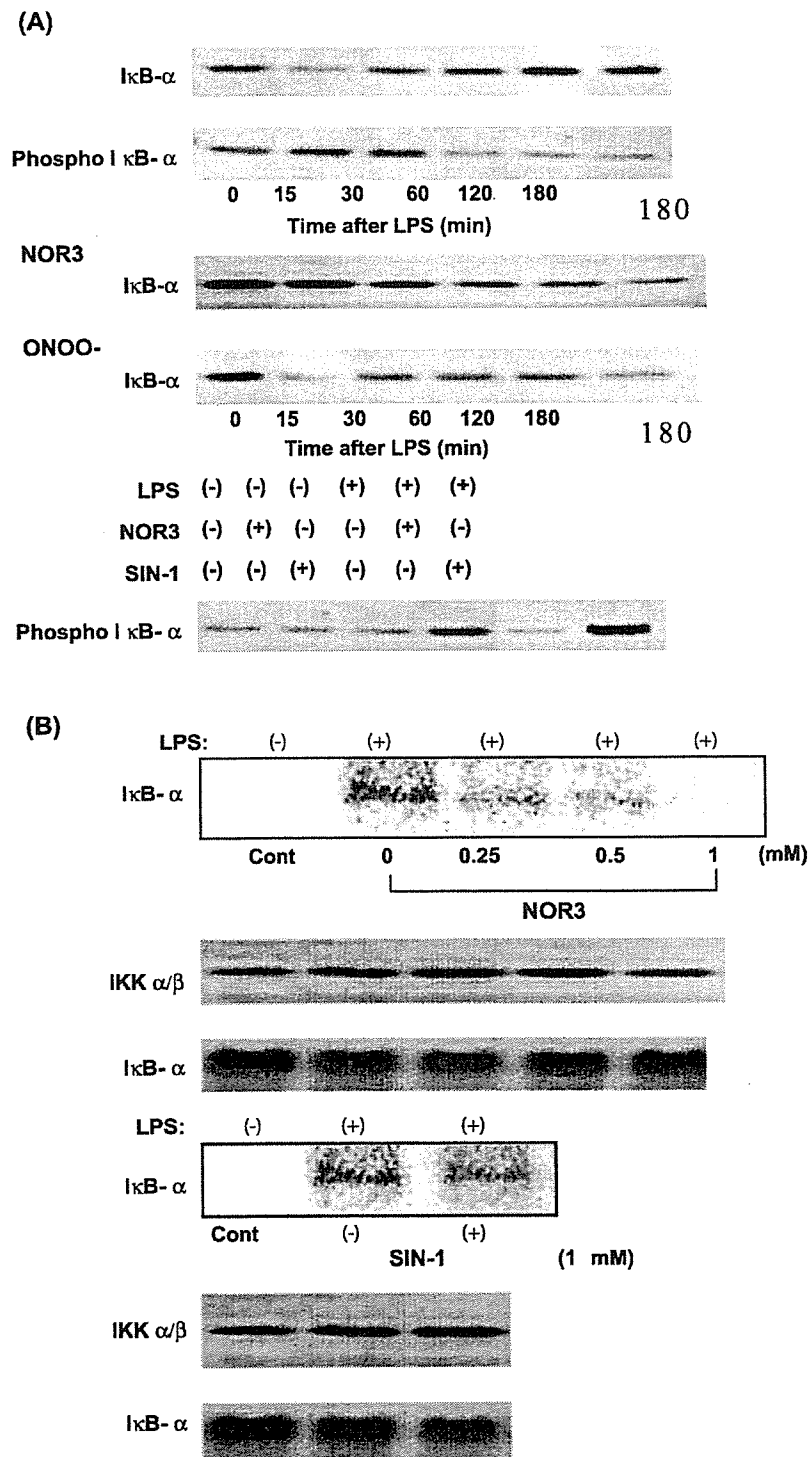 (A)
IκB-α
Phospho I κB- α
0 15 30 60 120 180
180
Time after LPS (min)
NOR3
IκB-α
ONOO-
IκB-α
0 15 30 60 120 180
180
Time after LPS (min)
LPS (-) (-) (-) (+) (+) (+)
NOR3 (-) (+) (-) (-) (+) (-)
SIN-1 (-) (-) (+) (-) (-) (+)
Phospho I κB- α
(B)
LPS: (-) (+) (+) (+) (+)
IκB- α
Cont 0 0.25 0.5 1 (mM)
NOR3
IKK α/β
IκB- α
LPS: (-) (+) (+)
IκB- α
Cont (-) (+)
SIN-1 (1 mM)
IKK α/β
IκB- α